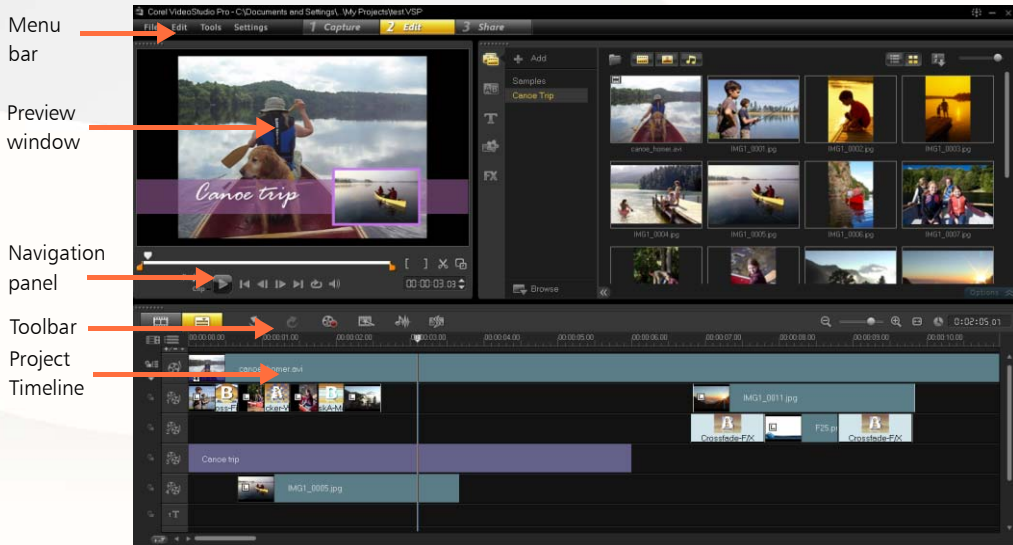 Menu
bar
Corel VideoStudio Pro - C:\Documents and Settings\...\My Projects\test.VSP
File Edit Tools Settings 1 Capture 2 Edit 3 Share
Preview
window
Canoe trip
Add
Samples
Canoe Trip
AB
T
FX
canoe_homer.avi IMG1_0001.jpg IMG1_0002.jpg IMG1_0003.jpg
IMG1_0004.jpg IMG1_0005.jpg IMG1_0006.jpg IMG1_0007.jpg
Browse
Options
Navigation
panel
[ ]
00:00:03.03
Toolbar
0:02:05.01
Project
Timeline
00:00:00.00 00:00:01.00 00:00:02.00 00:00:03.00 00:00:04.00 00:00:05.00 00:00:06.00 00:00:07.00 00:00:08.00 00:00:09.00 00:00:10.00
canoe_homer.avi
IMG1_0011.jpg
Crossfade-F/X Crossfade-F/X
Canoe trip
IMG1_0005.jpg
1T